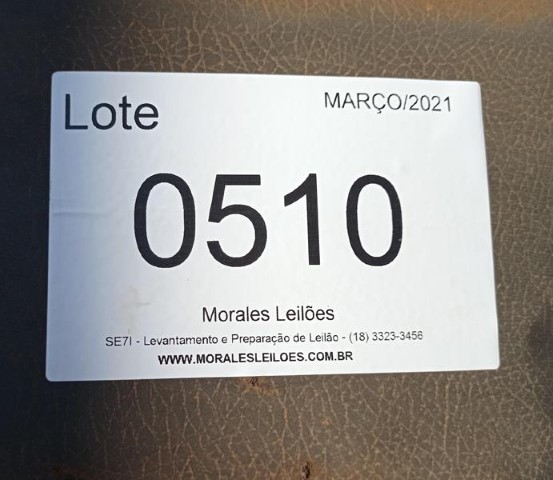 Lote
MARÇO/2021
0510
Morales Leilões
SE7I - Levantamento e Preparação de Leilão - (18) 3323-3456
WWW.MORALESLEILOES.COM.BR